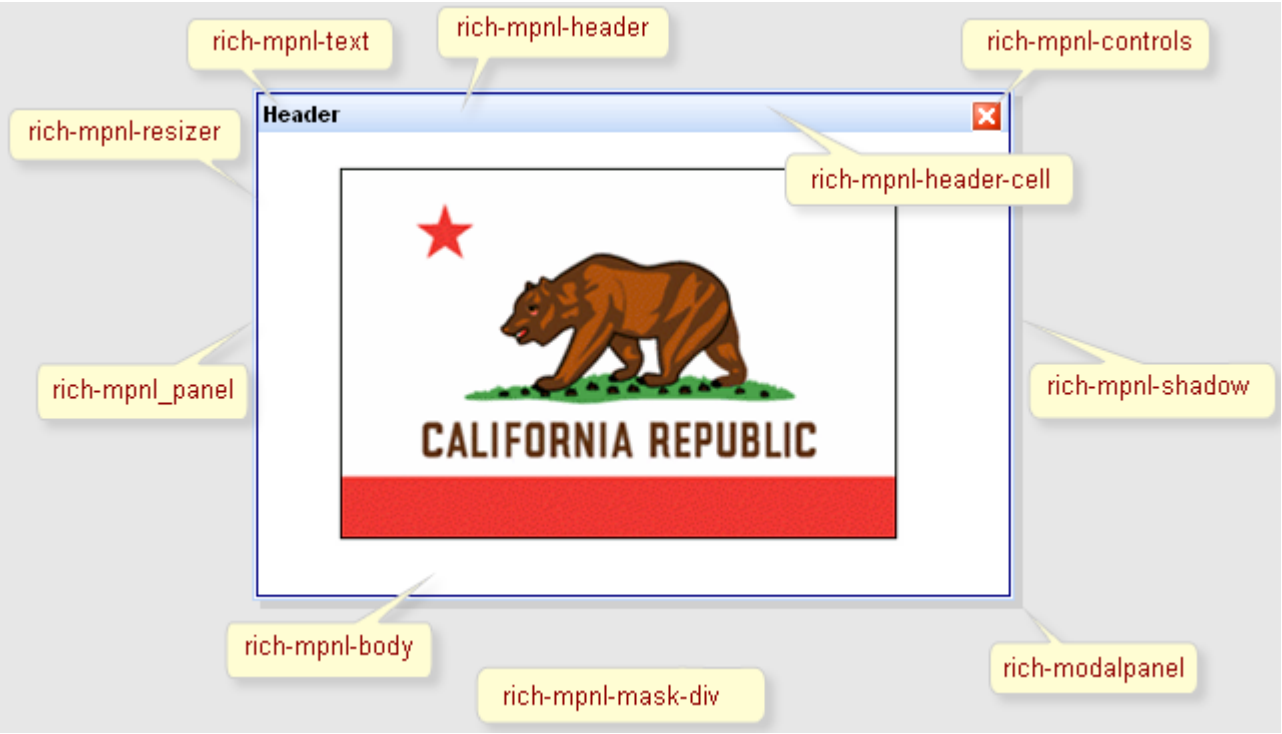 rich-mpnl-text
rich-mpnl-header
rich-mpnl-controls
Header
rich-mpnl-resizer
rich-mpnl-header-cell
rich-mpnl_panel
rich-mpnl-shadow
CALIFORNIA REPUBLIC
rich-mpnl-body
rich-modalpanel
rich-mpnl-mask-div